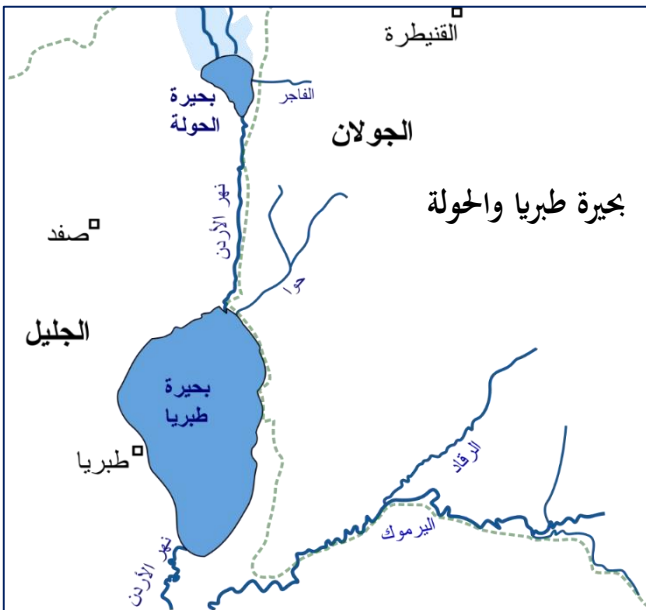 القنيطرة
الفاجر
بحيرة
الحولة
الجولان
بحيرة طبريا والحولة
نهر الأردن
صفد
حوا
الجليل
بحيرة
طبريا
طبريا
الرقاد
اليرموك
نهر الأردن